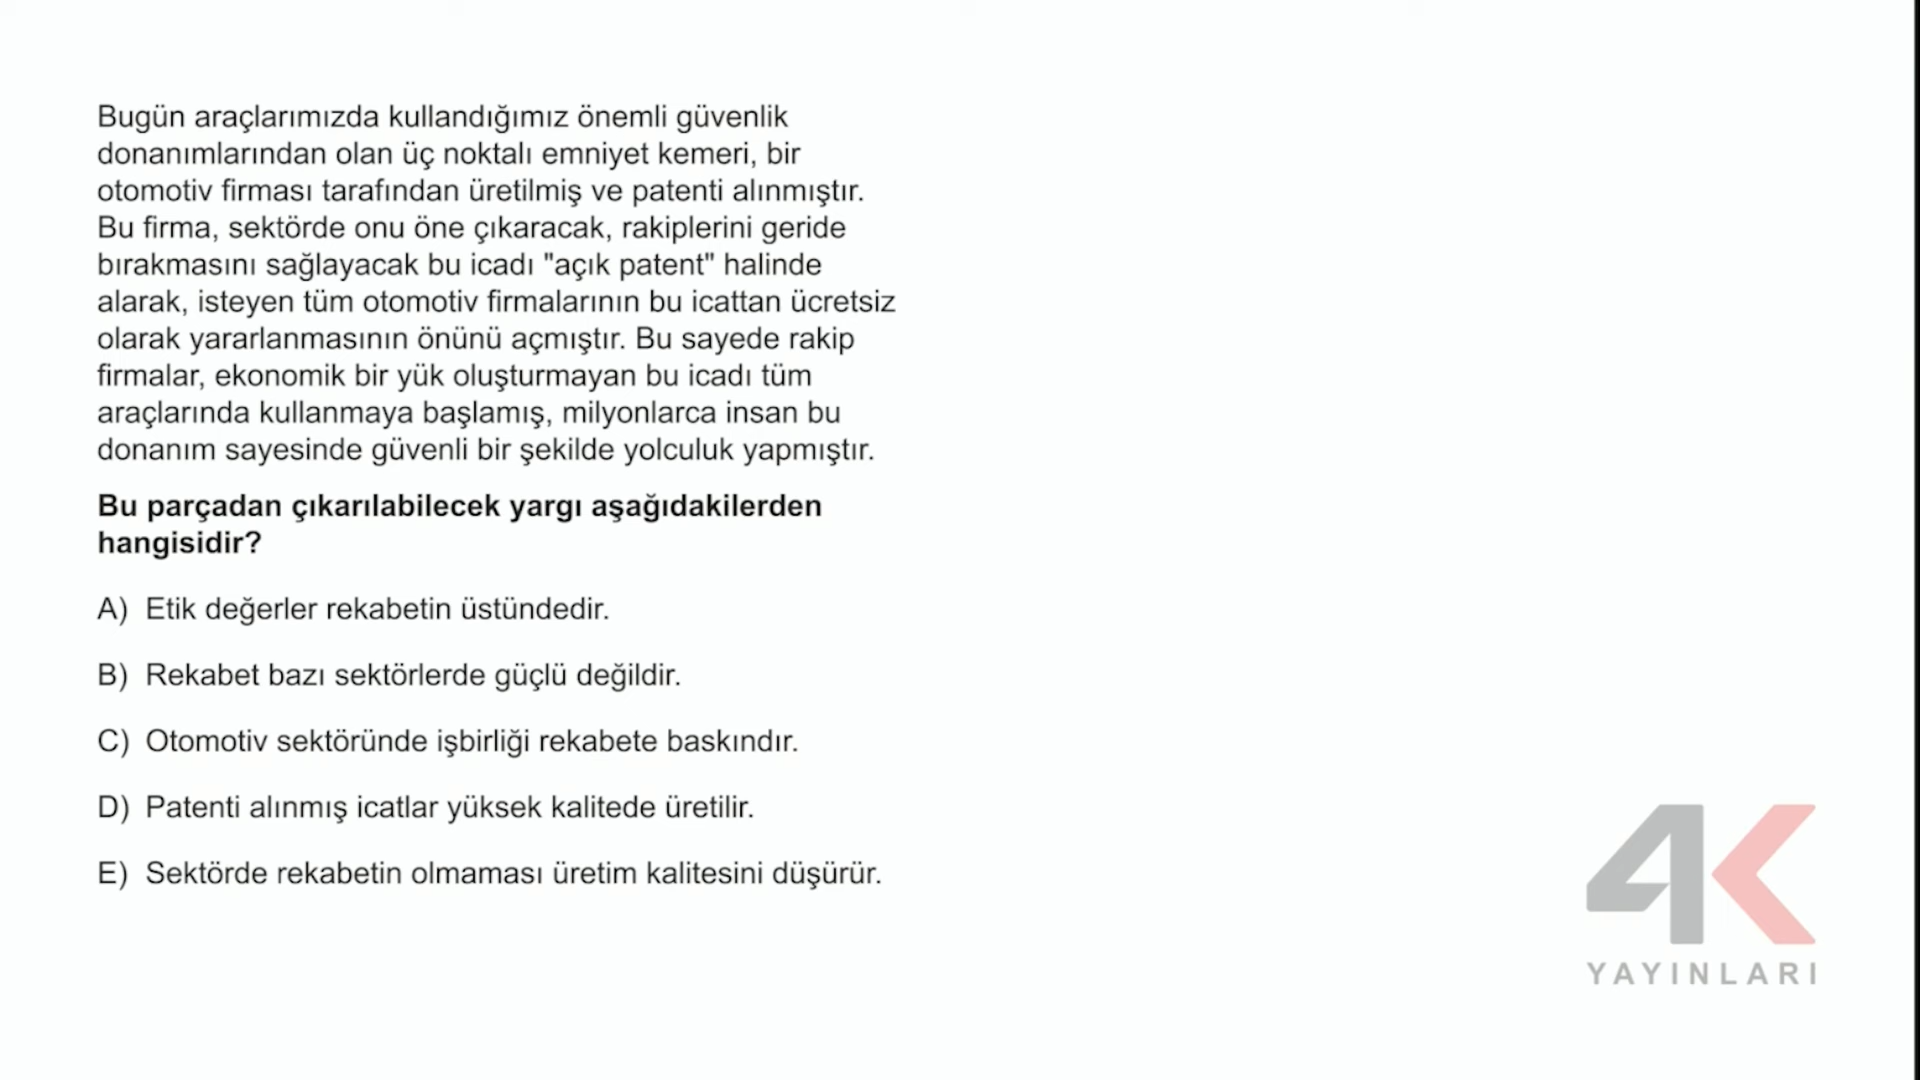 Bugün araçlarımızda kullandığımız önemli güvenlik
donanımlarından olan üç noktalı emniyet kemeri, bir
otomotiv firması tarafından üretilmiş ve patenti alınmıştır.
Bu firma, sektörde onu öne çıkaracak, rakiplerini geride
bırakmasını sağlayacak bu icadı "açık patent" halinde
alarak, isteyen tüm otomotiv firmalarının bu icattan ücretsiz
olarak yararlanmasının önünü açmıştır. Bu sayede rakip
firmalar, ekonomik bir yük oluşturmayan bu icadı tüm
araçlarında kullanmaya başlamış, milyonlarca insan bu
donanım sayesinde güvenli bir şekilde yolculuk yapmıştır.
Bu parçadan çıkarılabilecek yargı aşağıdakilerden
hangisidir?
A) Etik değerler rekabetin üstündedir.
B) Rekabet bazı sektörlerde güçlü değildir.
C) Otomotiv sektöründe işbirliği rekabete baskındır.
D) Patenti alınmış icatlar yüksek kalitede üretilir.
E) Sektörde rekabetin olmaması üretim kalitesini düşürür.
4K
YAYINLARI